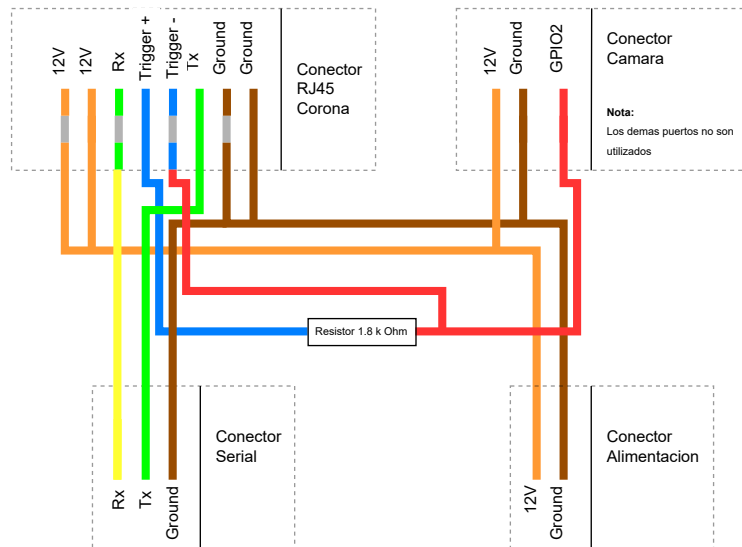 12V
12V
Rx
Trigger +
Trigger -
Tx
Ground
Ground
Conector
RJ45
Corona
12V
Ground
GPIO2
Conector
Camara
Nota:
Los demas puertos no son
utilizados
Resistor 1.8 k Ohm
Rx
Tx
Ground
Conector
Serial
12V
Ground
Conector
Alimentacion